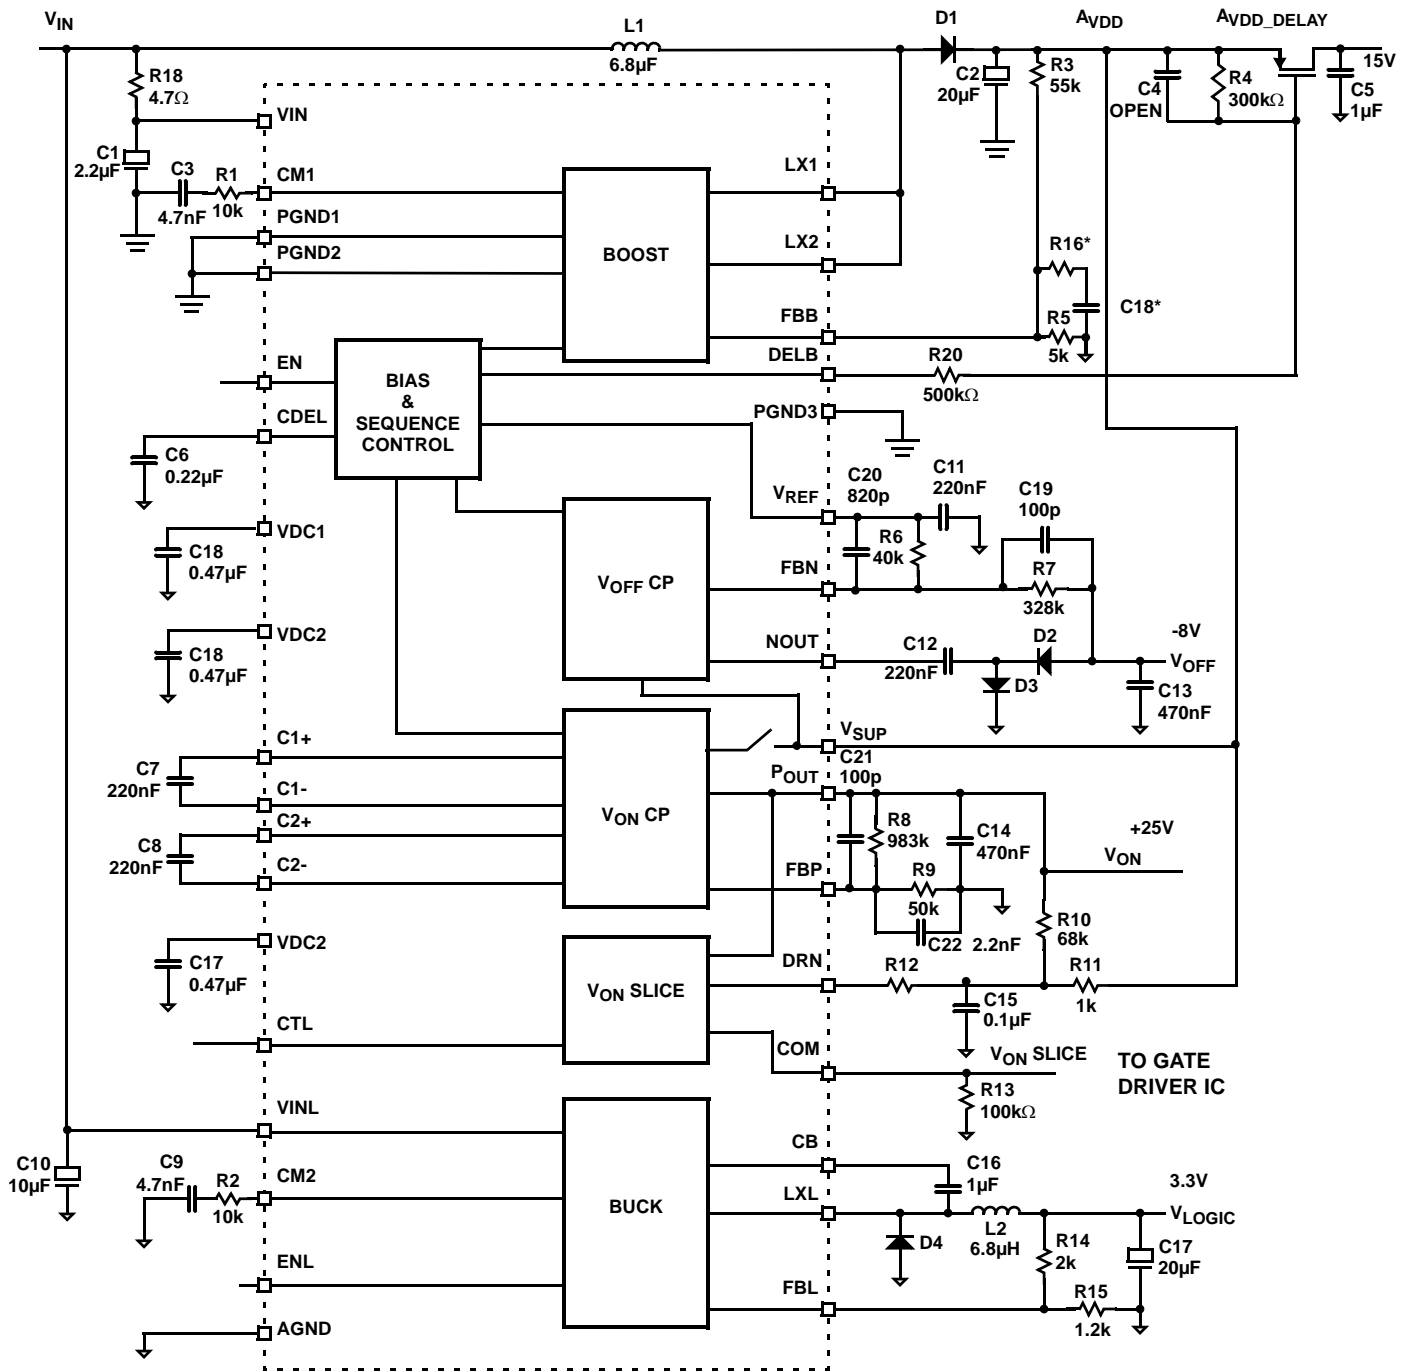 VIN
L1
6.8µF
D1
AVDD
AVDD_DELAY
R18
4.7Ω
C2
20µF
R3
55k
C4
OPEN
R4
300kΩ
15V
C5
1µF
VIN
C1
2.2µF
C3
4.7nF
R1
10k
CM1
LX1
PGND1
PGND2
BOOST
LX2
R16*
C18*
FBB
R5
5k
EN
DELB
R20
500kΩ
BIAS
&
SEQUENCE
CONTROL
CDEL
PGND3
C6
0.22µF
VREF
C20
820p
C11
220nF
C19
100p
VDC1
C18
0.47µF
R6
40k
FBN
R7
328k
VOFF CP
VDC2
C18
0.47µF
NOUT
C12
220nF
D2
D3
-8V
VOFF
C13
470nF
VSUP
C1+
C7
220nF
C1-
C2+
C8
220nF
C2-
VON CP
POUT
C21
100p
R8
983k
C14
470nF
+25V
VON
FBP
R9
50k
C22 2.2nF
R10
68k
VDC2
C17
0.47µF
DRN
R12
R11
1k
VON SLICE
C15
0.1µF
CTL
COM
VON SLICE
R13
100kΩ
TO GATE
DRIVER IC
VINL
C10
10µF
C9
4.7nF
R2
10k
CM2
BUCK
CB
C16
1µF
LXL
L2
6.8µH
3.3V
VLOGIC
D4
R14
2k
C17
20µF
ENL
FBL
R15
1.2k
AGND